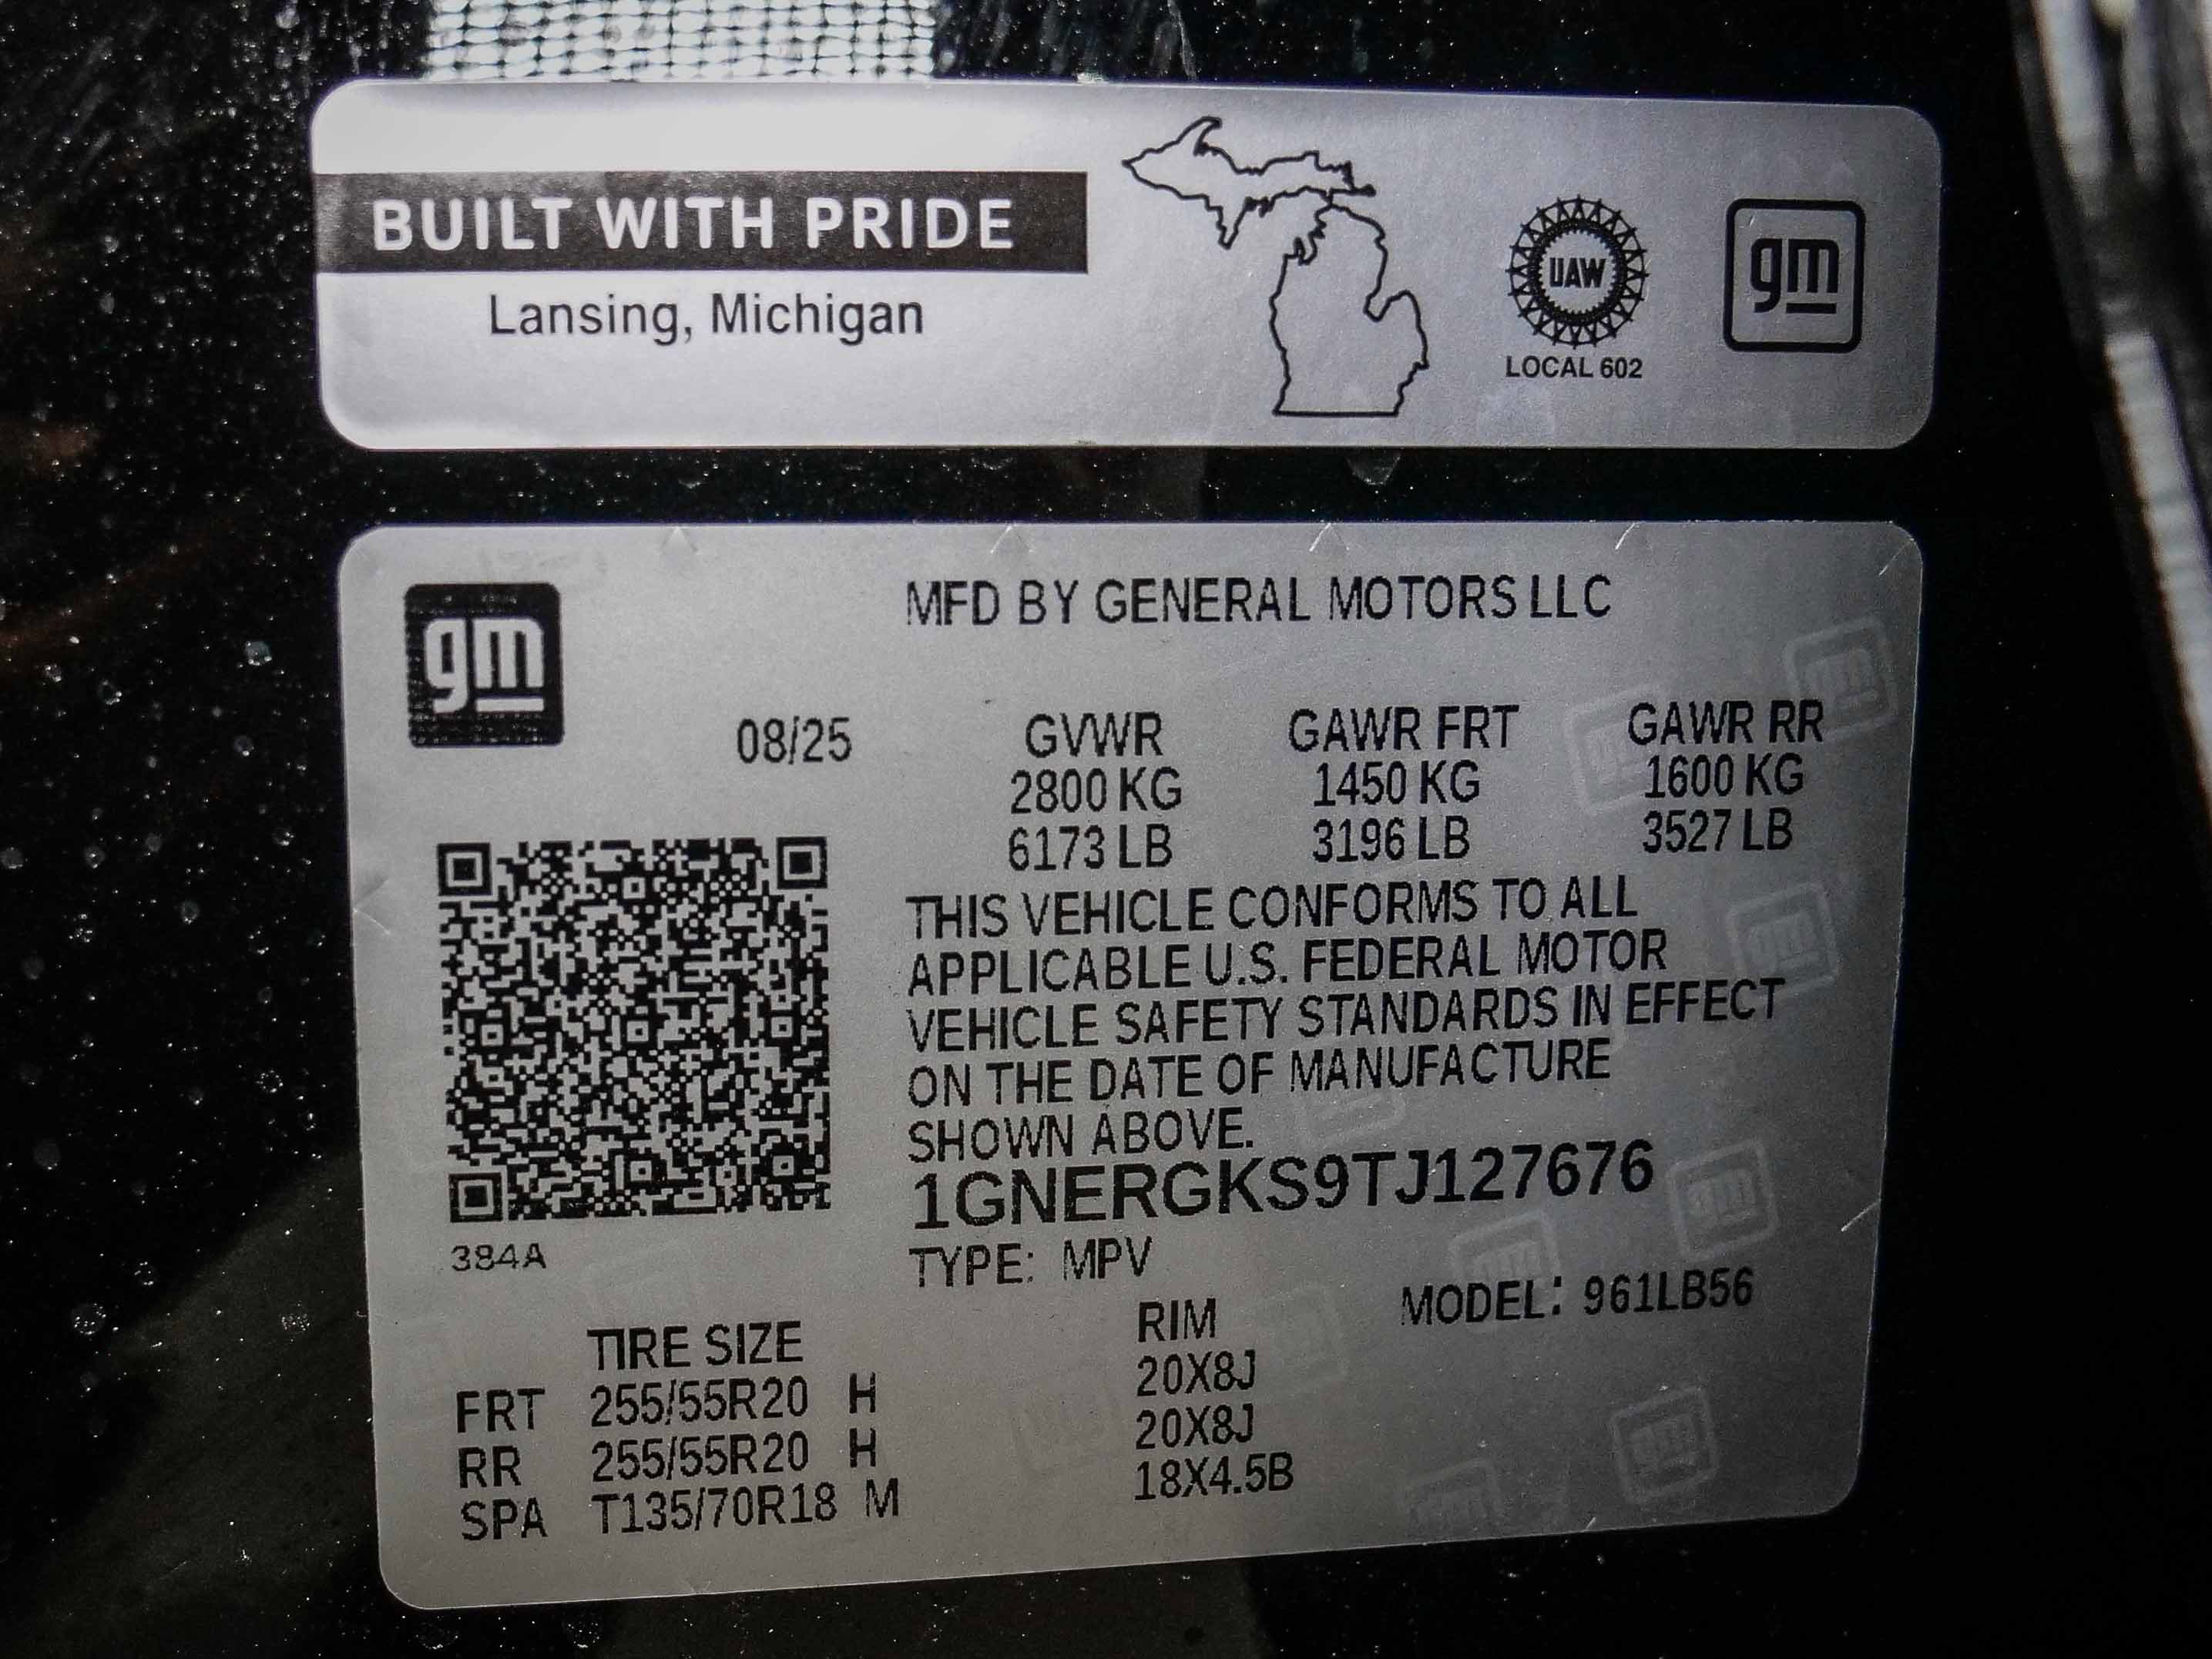 BUILT WITH PRIDE
Lansing, Michigan
UAW
LOCAL 602
gm
gm
MFD BY GENERAL MOTORS LLC
08/25 GVWR GAWR FRT GAWR RR
2800 KG 1450 KG 1600 KG
6173 LB 3196 LB 3527 LB
THIS VEHICLE CONFORMS TO ALL
APPLICABLE U.S. FEDERAL MOTOR
VEHICLE SAFETY STANDARDS IN EFFECT
ON THE DATE OF MANUFACTURE
SHOWN ABOVE.
1GNERGKS9TJ127676
384A
TYPE: MPV
MODEL: 961LB56
TIRE SIZE RIM
FRT 255/55R20 H 20X8J
RR 255/55R20 H 20X8J
SPA T135/70R18 M 18X4.5B